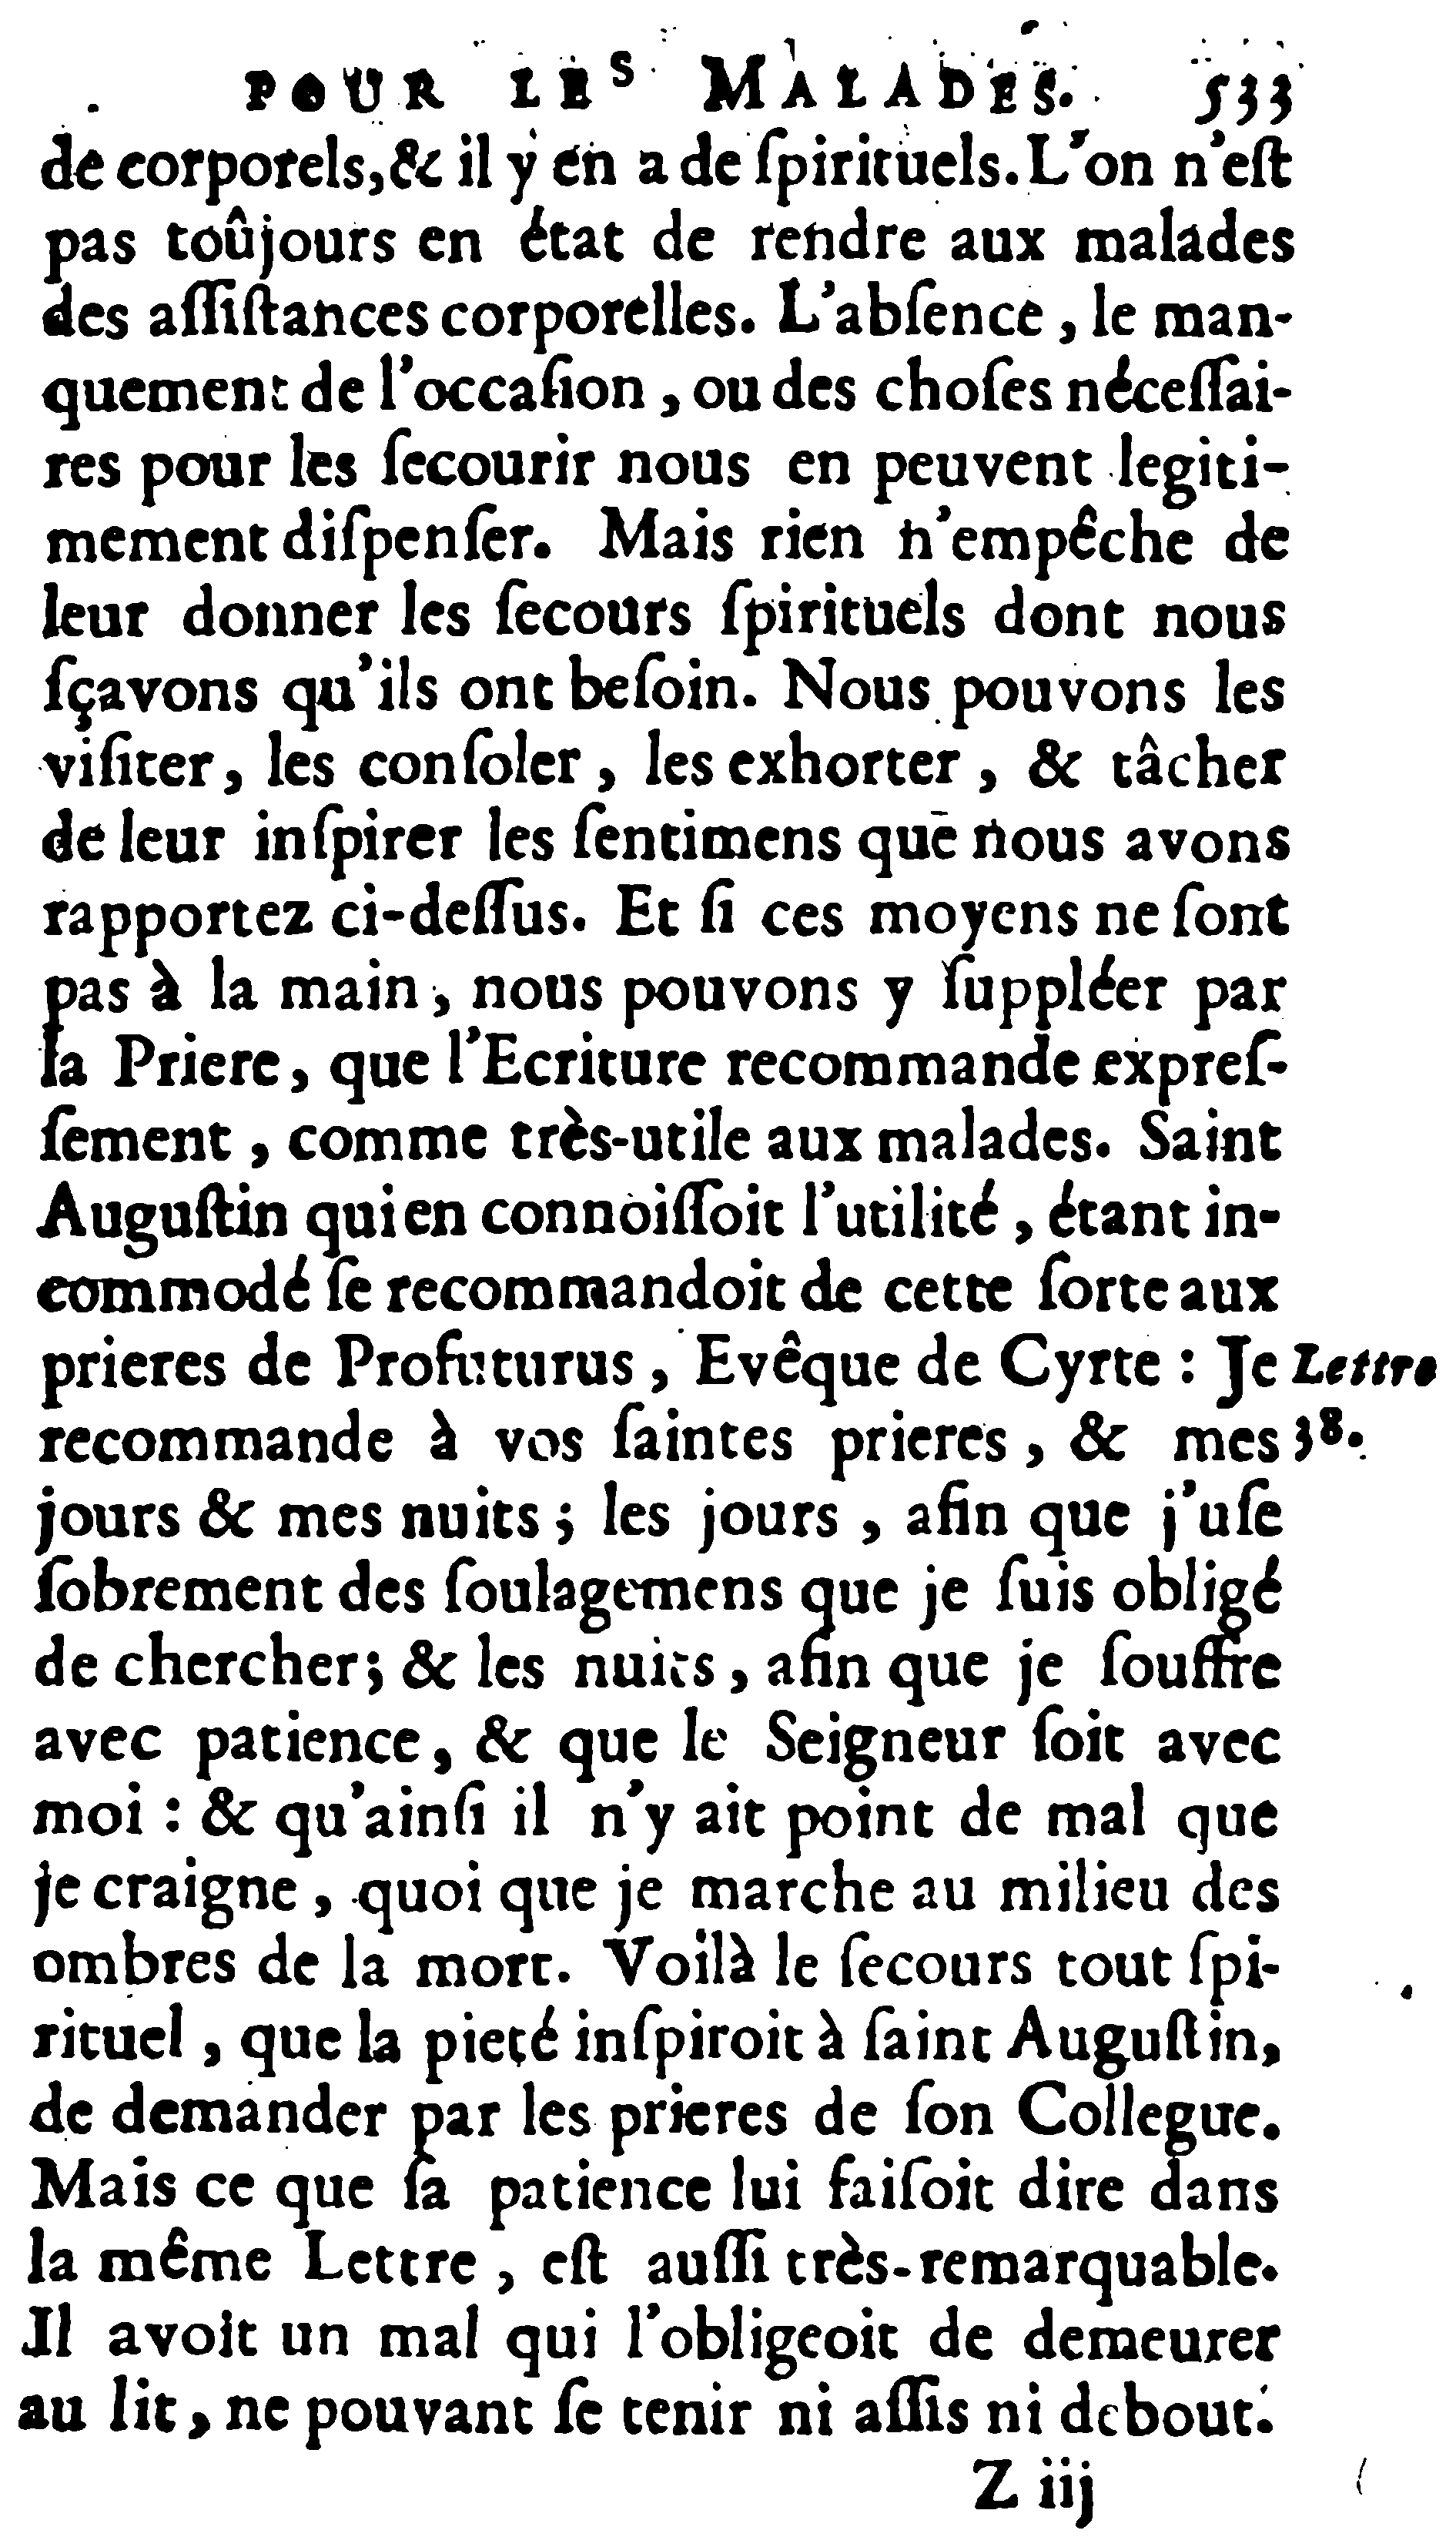 POUR LES MALADES. 533
de corporels, & il y en a de ſpirituels. L'on n'eſt
pas toûjours en état de rendre aux malades
des aſſiſtances corporelles. L'abſence, le man-
quement de l'occaſion, ou des choſes néceſſai-
res pour les ſecourir nous en peuvent legiti-
mement diſpenſer. Mais rien n'empêche de
leur donner les ſecours ſpirituels dont nous
ſçavons qu'ils ont beſoin. Nous pouvons les
viſiter, les conſoler, les exhorter, & tâcher
de leur inſpirer les ſentimens que nous avons
rapportez ci-deſſus. Et ſi ces moyens ne ſont
pas à la main, nous pouvons y ſuppléer par
la Priere, que l'Ecriture recommande expreſ-
ſement, comme très-utile aux malades. Saint
Auguſtin qui en connoiſſoit l'utilité, étant in-
commodé ſe recommandoit de cette ſorte aux
prieres de Profuturus, Evêque de Cyrte : Je Lettre
recommande à vos ſaintes prieres, & mes 38.
jours & mes nuits ; les jours, afin que j'uſe
ſobrement des ſoulagemens que je ſuis obligé
de chercher; & les nuits, afin que je ſouffre
avec patience, & que le Seigneur ſoit avec
moi : & qu'ainſi il n'y ait point de mal que
je craigne, quoi que je marche au milieu des
ombres de la mort. Voilà le ſecours tout ſpi-
rituel, que la pieté inſpiroit à ſaint Auguſtin,
de demander par les prieres de ſon Collegue.
Mais ce que ſa patience lui faiſoit dire dans
la même Lettre, eſt auſſi très-remarquable.
Il avoit un mal qui l'obligeoit de demeurer
au lit, ne pouvant ſe tenir ni aſſis ni debout.
Z iij